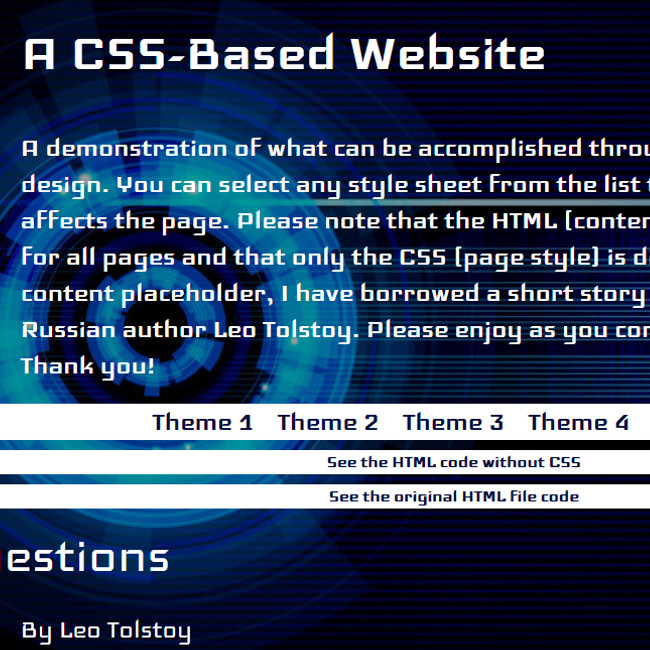 A CSS-Based Website
A demonstration of what can be accomplished
design. You can select any style sheet from the list
affects the page. Please note that the HTML
for all pages and that only the CSS [page style] is
content placeholder, I have borrowed a short story
Russian author Leo Tolstoy. Please enjoy as you
Thank you!
Theme 1 Theme 2 Theme 3 Theme 4
See the HTML code without CSS
See the original HTML file code
estions
By Leo Tolstoy